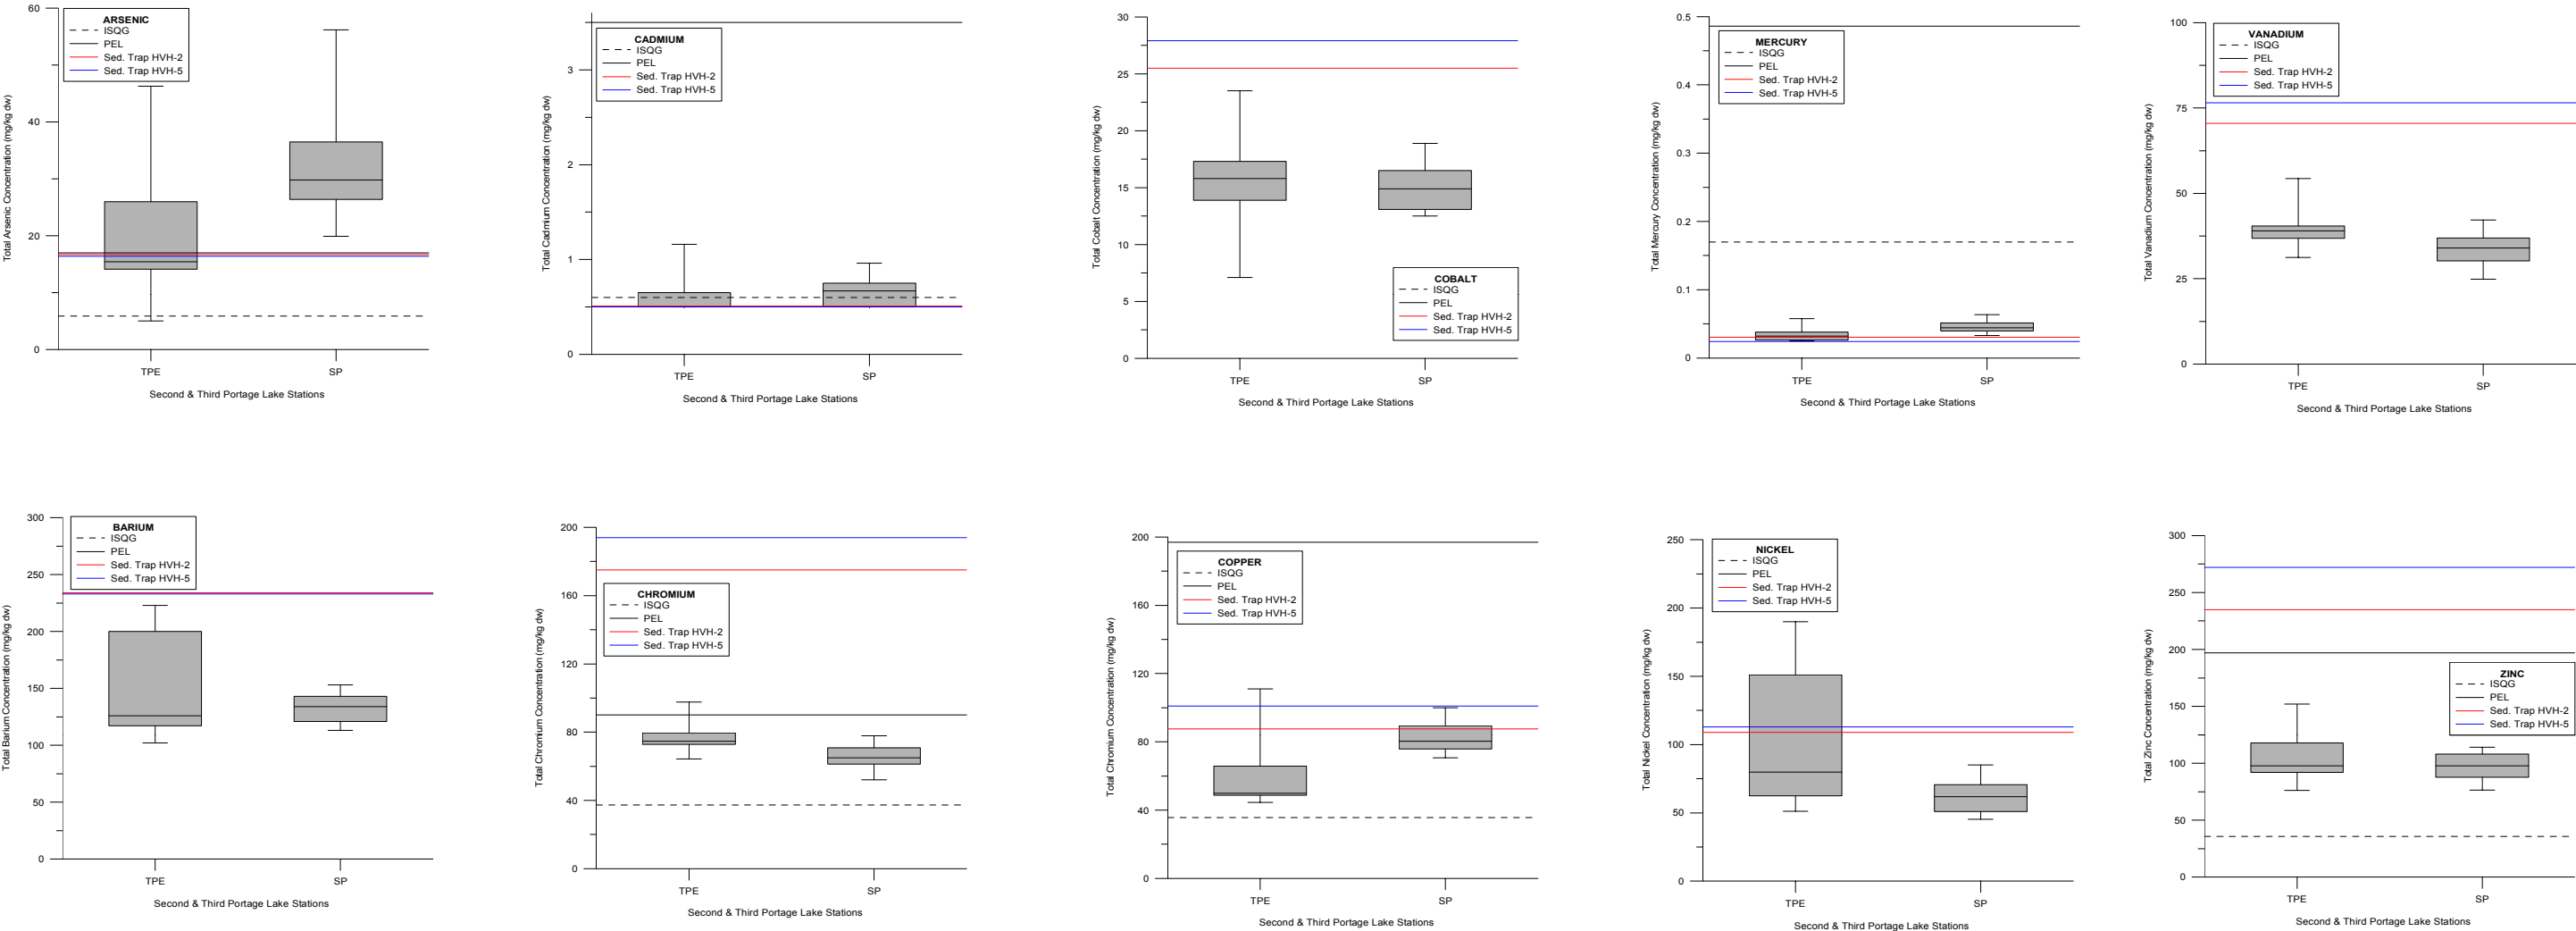 ARSENIC
ISQG
PEL
Sed. Trap HVH-2
Sed. Trap HVH-5
60
40
20
0
Total Arsenic Concentration (mg/kg dw)
TPE
SP
Second & Third Portage Lake Stations
CADMIUM
ISQG
PEL
Sed. Trap HVH-2
Sed. Trap HVH-5
3
2
1
0
Total Cadmium Concentration (mg/kg dw)
TPE
SP
Second & Third Portage Lake Stations
30
25
20
15
10
5
0
Total Cobalt Concentration (mg/kg dw)
COBALT
ISQG
PEL
Sed. Trap HVH-2
Sed. Trap HVH-5
TPE
SP
Second & Third Portage Lake Stations
MERCURY
ISQG
PEL
Sed. Trap HVH-2
Sed. Trap HVH-5
0.5
0.4
0.3
0.2
0.1
0
Total Mercury Concentration (mg/kg dw)
TPE
SP
Second & Third Portage Lake Stations
VANADIUM
ISQG
PEL
Sed. Trap HVH-2
Sed. Trap HVH-5
100
75
50
25
0
Total Vanadium Concentration (mg/kg dw)
TPE
SP
Second & Third Portage Lake Stations
BARIUM
ISQG
PEL
Sed. Trap HVH-2
Sed. Trap HVH-5
300
250
200
150
100
50
0
Total Barium Concentration (mg/kg dw)
TPE
SP
Second & Third Portage Lake Stations
CHROMIUM
ISQG
PEL
Sed. Trap HVH-2
Sed. Trap HVH-5
200
160
120
80
40
0
Total Chromium Concentration (mg/kg dw)
TPE
SP
Second & Third Portage Lake Stations
COPPER
ISQG
PEL
Sed. Trap HVH-2
Sed. Trap HVH-5
200
160
120
80
40
0
Total Chromium Concentration (mg/kg dw)
TPE
SP
Second & Third Portage Lake Stations
NICKEL
ISQG
PEL
Sed. Trap HVH-2
Sed. Trap HVH-5
250
200
150
100
50
0
Total Nickel Concentration (mg/kg dw)
TPE
SP
Second & Third Portage Lake Stations
300
250
200
150
100
50
0
Total Zinc Concentration (mg/kg dw)
ZINC
ISQG
PEL
Sed. Trap HVH-2
Sed. Trap HVH-5
TPE
SP
Second & Third Portage Lake Stations